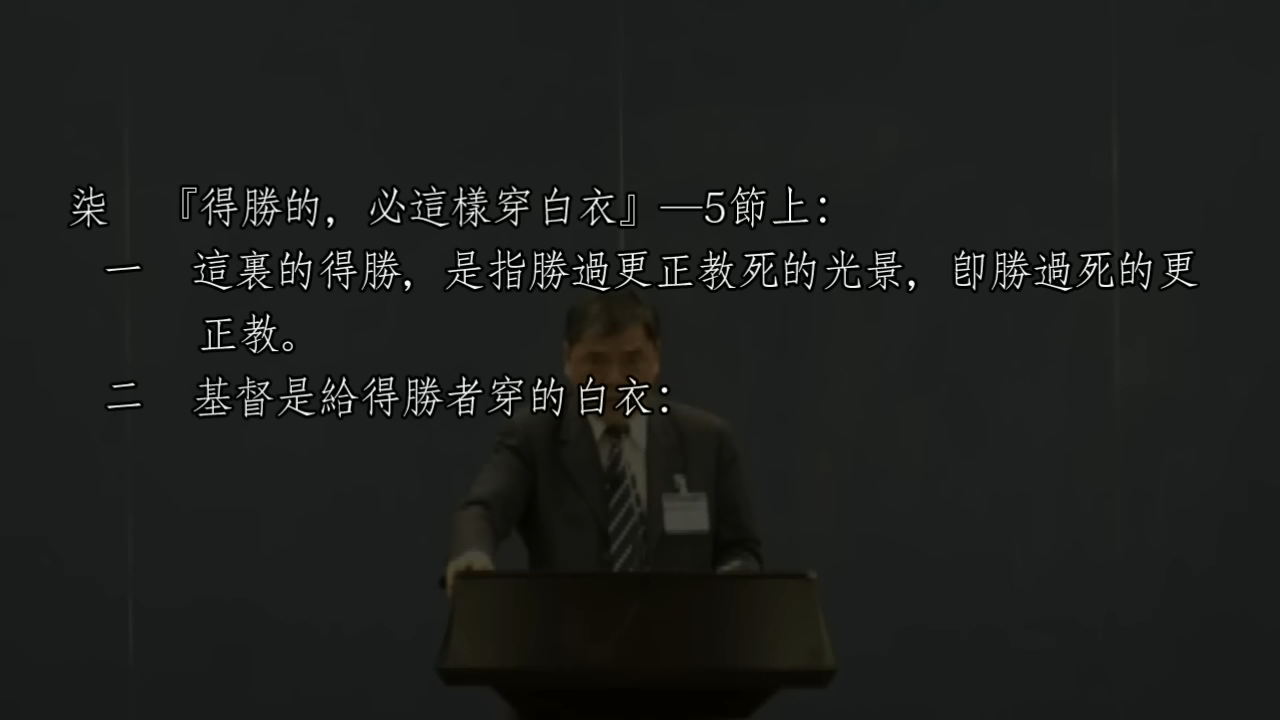 柒 『得勝的，必這樣穿白衣』—5節上：
一 這裏的得勝，是指勝過更正教死的光景，卽勝過死的更
正教。
二 基督是給得勝者穿的白衣：